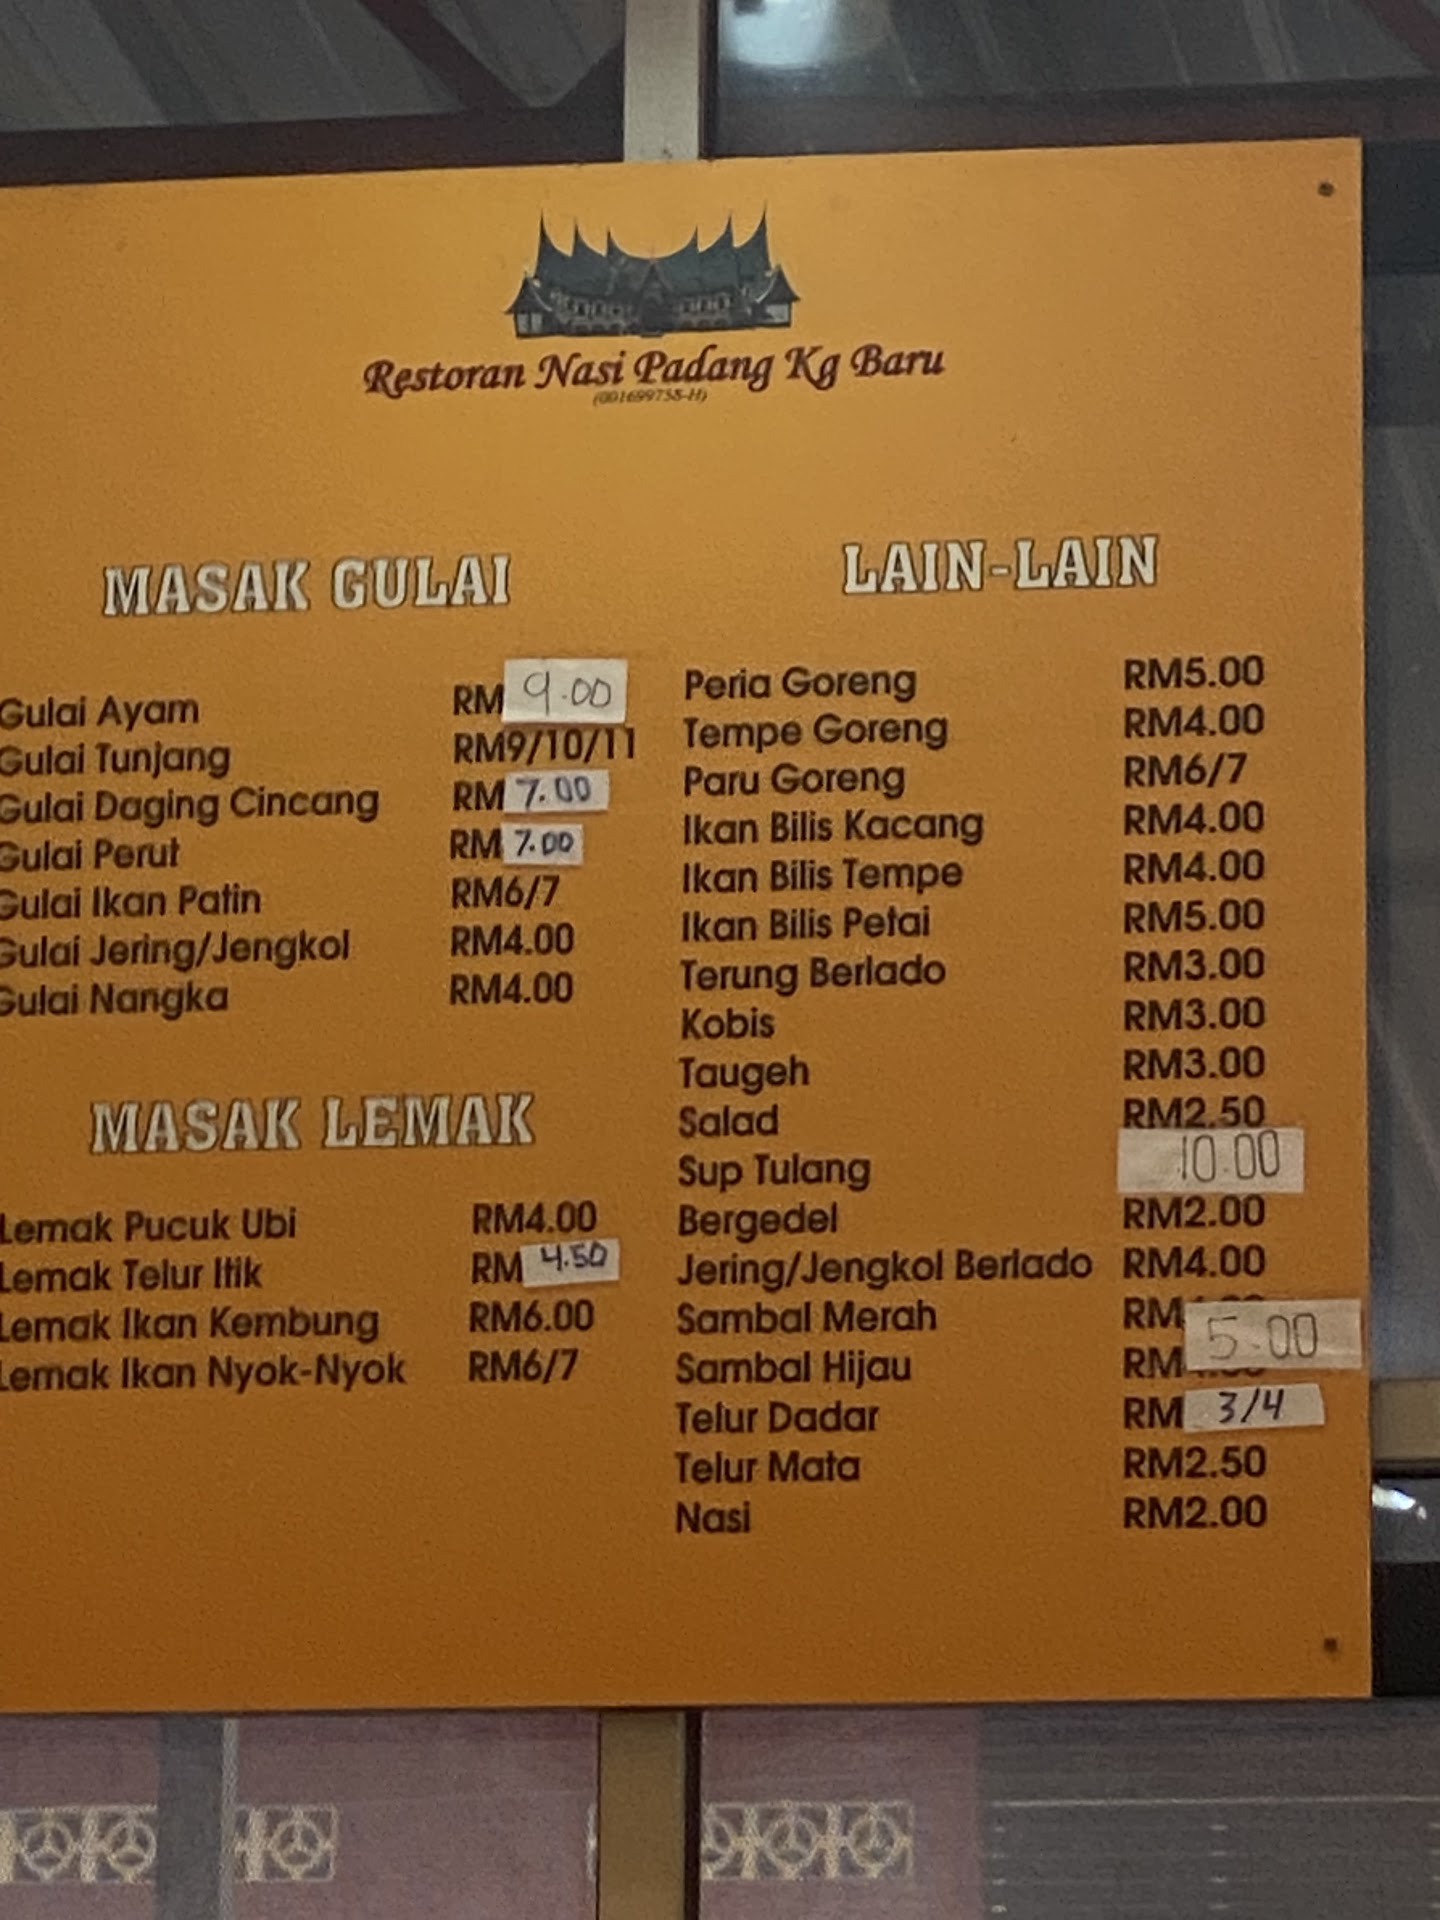 Restoran Nasi Padang Kg Baru
(001699758-H)
MASAK GULAI
Gulai Ayam RM 9.00
Gulai Tunjang RM9/10/11
Gulai Daging Cincang RM 7.00
Gulai Perut RM 7.00
Gulai Ikan Patin RM6/7
Gulai Jering/Jengkol RM4.00
Gulai Nangka RM4.00
MASAK LEMAK
Lemak Pucuk Ubi RM4.00
Lemak Telur Itik RM 4.50
Lemak Ikan Kembung RM6.00
Lemak Ikan Nyok-Nyok RM6/7
LAIN-LAIN
Peria Goreng RM5.00
Tempe Goreng RM4.00
Paru Goreng RM6/7
Ikan Bilis Kacang RM4.00
Ikan Bilis Tempe RM4.00
Ikan Bilis Petai RM5.00
Terung Berlado RM3.00
Kobis RM3.00
Taugeh RM3.00
Salad RM2.50
Sup Tulang 10.00
Bergedel RM2.00
Jering/Jengkol Berlado RM4.00
Sambal Merah RM 5.00
Sambal Hijau RM
Telur Dadar RM 3/4
Telur Mata RM2.50
Nasi RM2.00